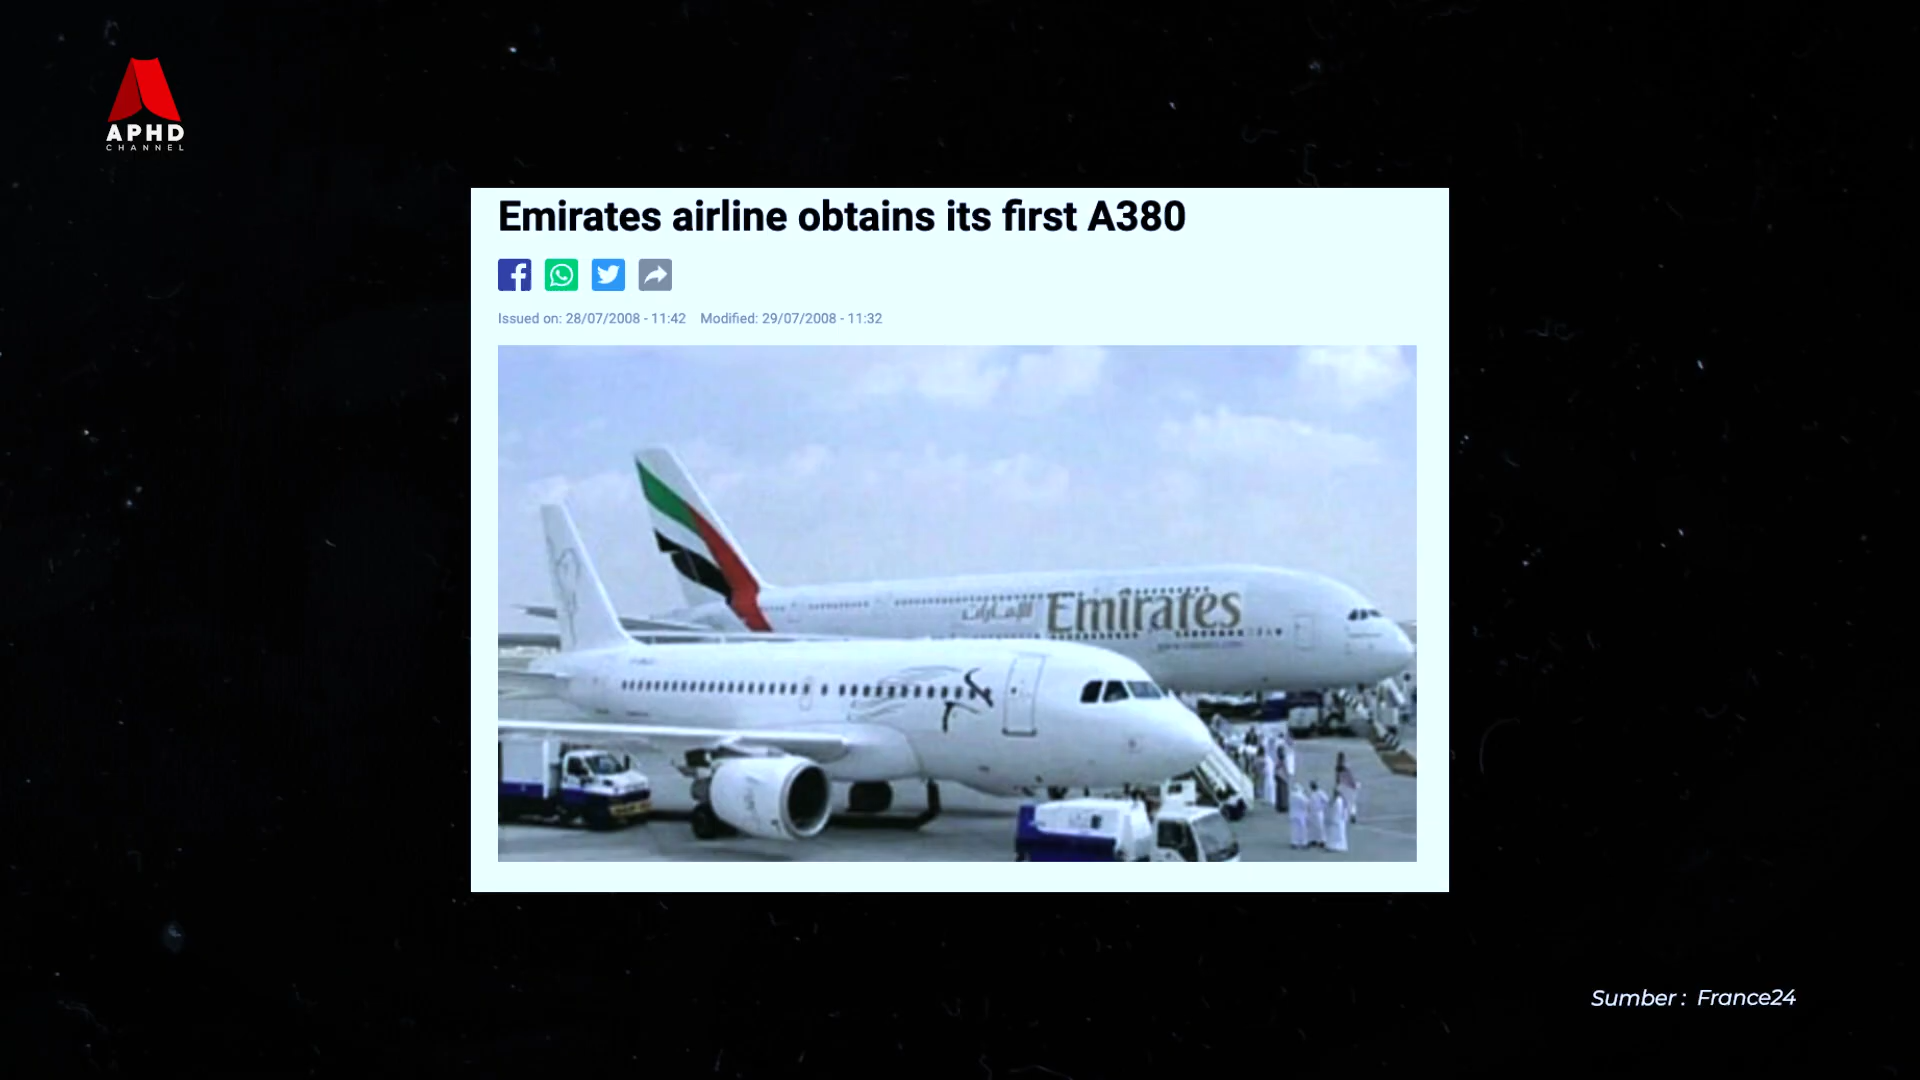 APHD
CHANNEL
Emirates airline obtains its first A380
Issued on: 28/07/2008 - 11:42 Modified: 29/07/2008 - 11:32
الإمارات Emirates
Sumber : France24